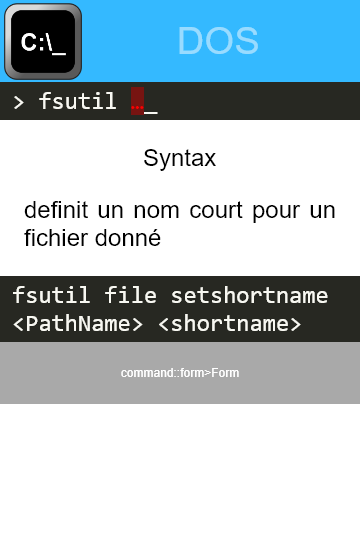 C:\_
DOS
> fsutil ..._
Syntax
definit un nom court pour un
fichier donné
fsutil file setshortname
<PathName> <shortname>
command::form>Form